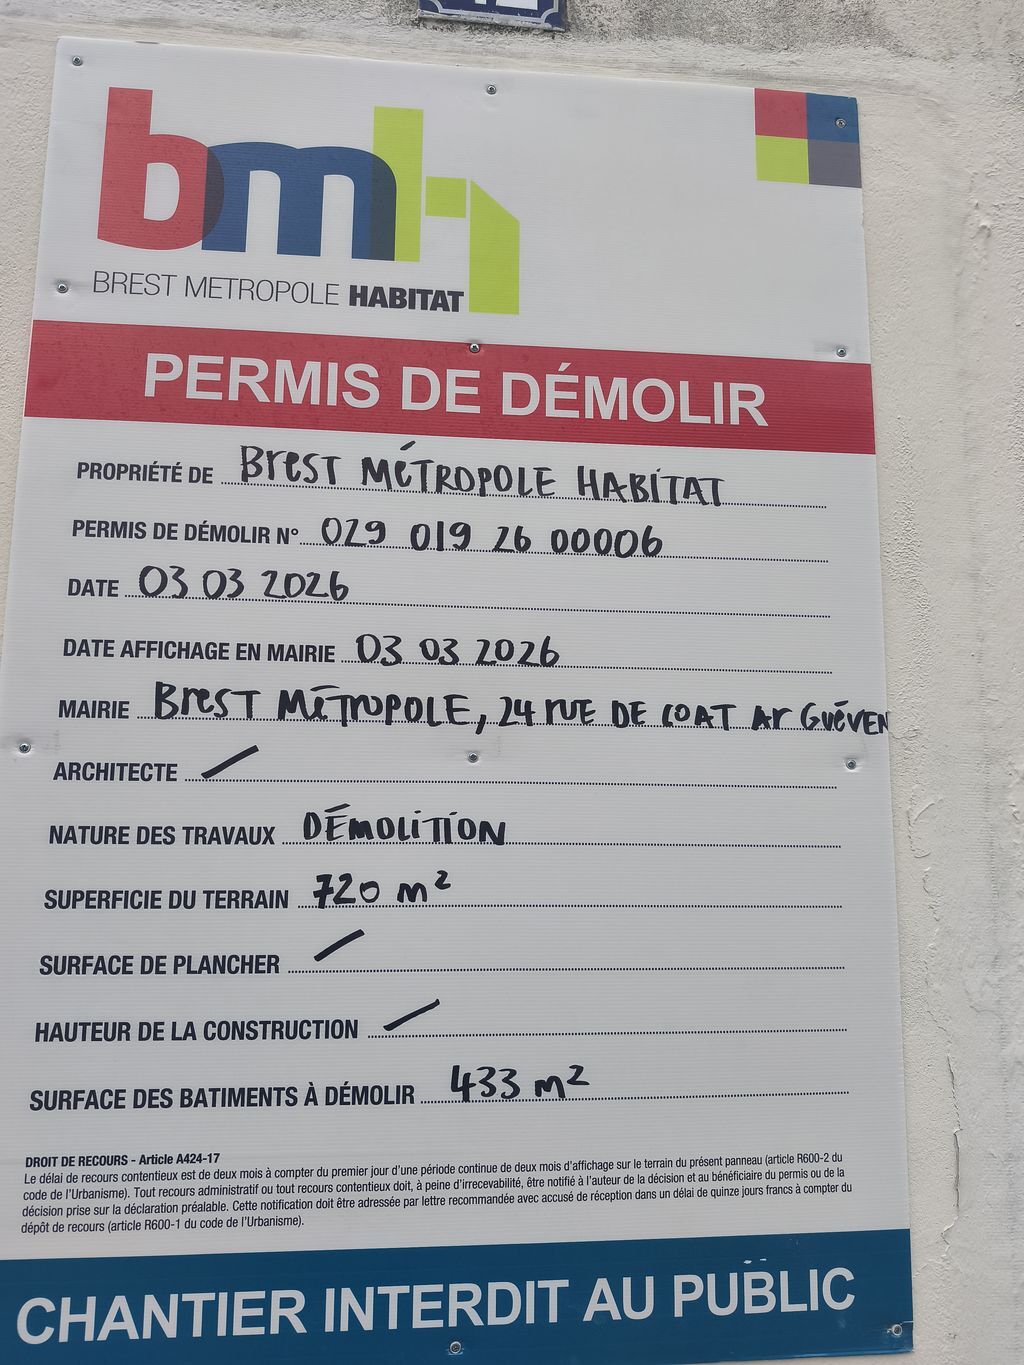 bmh
BREST METROPOLE HABITAT
PERMIS DE DÉMOLIR
PROPRIÉTÉ DE BREST MÉTROPOLE HABITAT
PERMIS DE DÉMOLIR N° 029 019 26 00006
DATE 03 03 2026
DATE AFFICHAGE EN MAIRIE 03 03 2026
MAIRIE BREST MÉTROPOLE, 24 RUE DE COAT AR GUÉVEN
ARCHITECTE /
NATURE DES TRAVAUX DÉMOLITION
SUPERFICIE DU TERRAIN 720 m²
SURFACE DE PLANCHER /
HAUTEUR DE LA CONSTRUCTION /
SURFACE DES BATIMENTS À DÉMOLIR 433 m²
DROIT DE RECOURS - Article A424-17
Le délai de recours contentieux est de deux mois à compter du premier jour d'une période continue de deux mois d'affichage sur le terrain du présent panneau (article R600-2 du
code de l'Urbanisme). Tout recours administratif ou tout recours contentieux doit, à peine d'irrecevabilité, être notifié à l'auteur de la décision et au bénéficiaire du permis ou de la
décision prise sur la déclaration préalable. Cette notification doit être adressée par lettre recommandée avec accusé de réception dans un délai de quinze jours francs à compter du
dépôt de recours (article R600-1 du code de l'Urbanisme).
CHANTIER INTERDIT AU PUBLIC